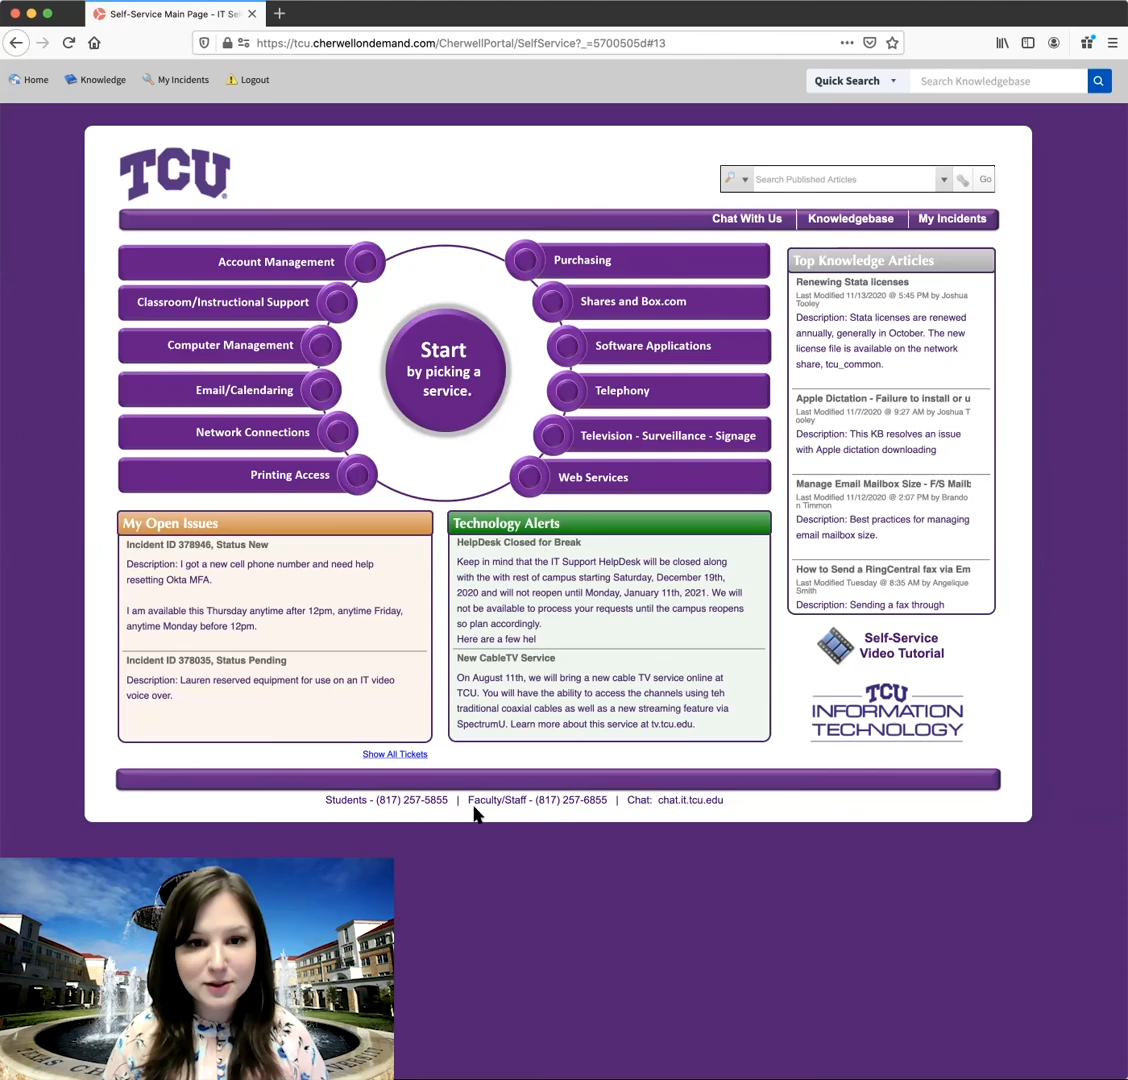 Self-Service Main Page - IT Sel
https://tcu.cherwellondemand.com/CherwellPortal/SelfService?_=5700505d#13
Home
Knowledge
My Incidents
Logout
Quick Search
Search Knowledgebase
TCU
Search Published Articles
Go
Chat With Us
Knowledgebase
My Incidents
Account Management
Classroom/Instructional Support
Computer Management
Email/Calendaring
Network Connections
Printing Access
Start
by picking a
service.
Purchasing
Shares and Box.com
Software Applications
Telephony
Television - Surveillance - Signage
Web Services
Top Knowledge Articles
Renewing Stata licenses
Last Modified 11/13/2020 @ 5:45 PM by Joshua
Tooley
Description: Stata licenses are renewed
annually, generally in October. The new
license file is available on the network
share, tcu_common.
Apple Dictation - Failure to install or u
Last Modified 11/7/2020 @ 9:27 AM by Joshua T
ooley
Description: This KB resolves an issue
with Apple dictation downloading
Manage Email Mailbox Size - F/S Mailb
Last Modified 11/12/2020 @ 2:07 PM by Brando
n Timmon
Description: Best practices for managing
email mailbox size.
How to Send a RingCentral fax via Em
Last Modified Tuesday @ 8:35 AM by Angelique
Smith
Description: Sending a fax through
My Open Issues
Incident ID 378946, Status New
Description: I got a new cell phone number and need help
resetting Okta MFA.
I am available this Thursday anytime after 12pm, anytime Friday,
anytime Monday before 12pm.
Incident ID 378035, Status Pending
Description: Lauren reserved equipment for use on an IT video
voice over.
Show All Tickets
Technology Alerts
HelpDesk Closed for Break
Keep in mind that the IT Support HelpDesk will be closed along
with the with rest of campus starting Saturday, December 19th,
2020 and will not reopen until Monday, January 11th, 2021. We will
not be available to process your requests until the campus reopens
so plan accordingly.
Here are a few hel
New CableTV Service
On August 11th, we will bring a new cable TV service online at
TCU. You will have the ability to access the channels using teh
traditional coaxial cables as well as a new streaming feature via
SpectrumU. Learn more about this service at tv.tcu.edu.
Self-Service
Video Tutorial
TCU
INFORMATION
TECHNOLOGY
Students - (817) 257-5855 | Faculty/Staff - (817) 257-6855 | Chat: chat.it.tcu.edu